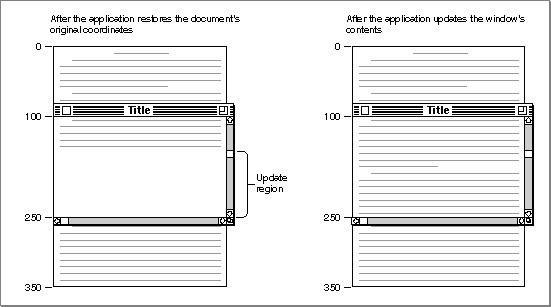 After the application restores the document's
original coordinates
0
100
250
350
Title
Update
region
After the application updates the window's
contents
0
100
250
350
Title